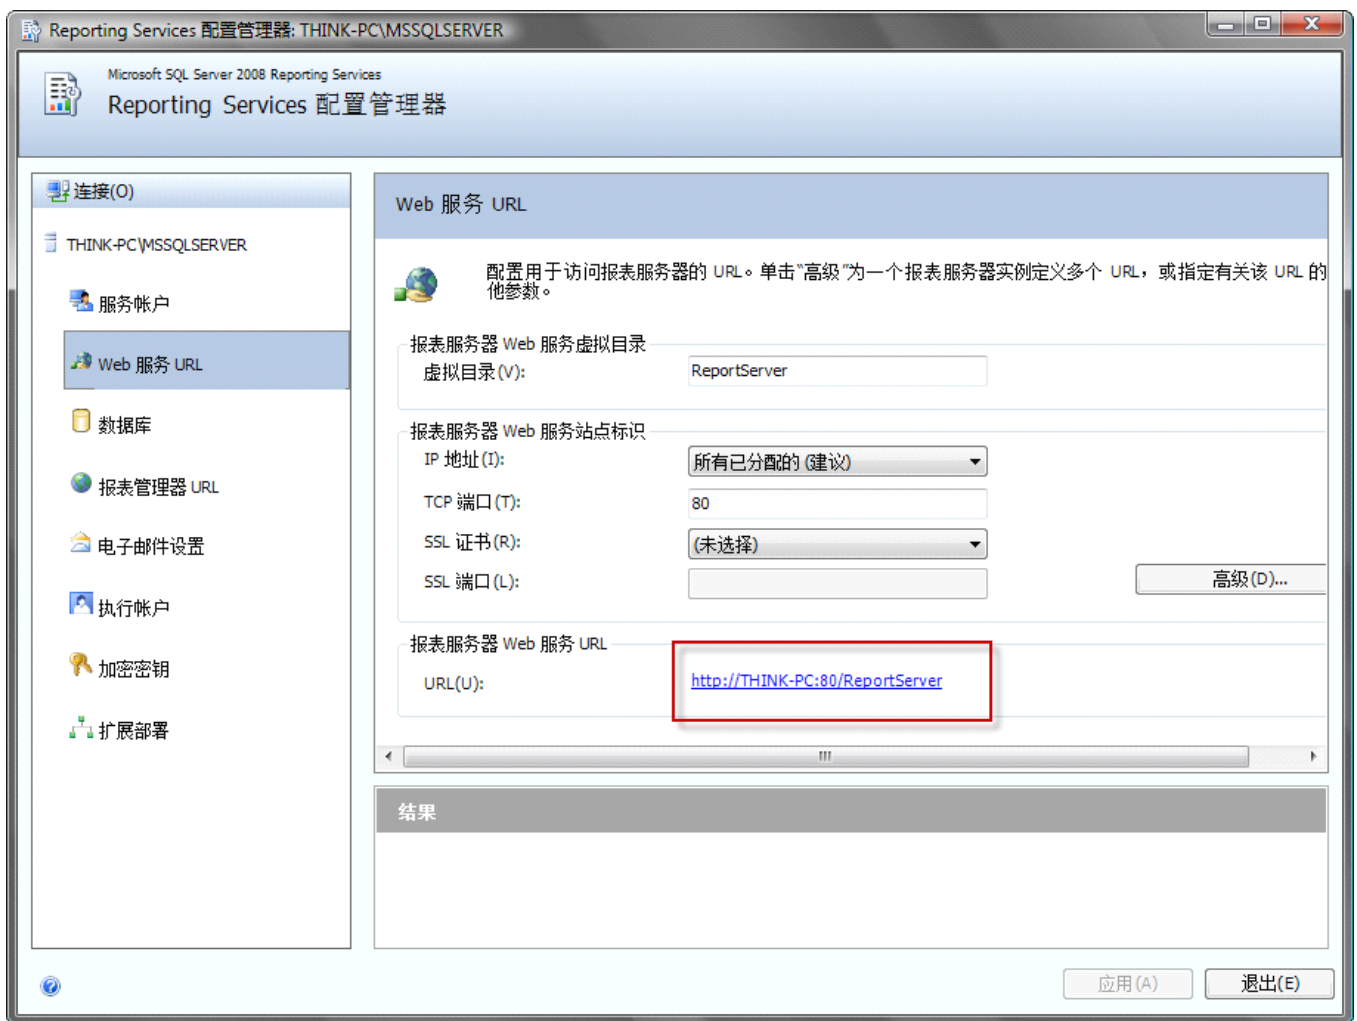 Reporting Services 配置管理器: THINK-PC\MSSQLSERVER
Microsoft SQL Server 2008 Reporting Services
Reporting Services 配置管理器
连接(O)
THINK-PC\MSSQLSERVER
服务帐户
Web 服务 URL
数据库
报表管理器 URL
电子邮件设置
执行帐户
加密密钥
扩展部署
Web 服务 URL
配置用于访问报表服务器的 URL。单击“高级”为一个报表服务器实例定义多个 URL，或指定有关该 URL 的
他参数。
报表服务器 Web 服务虚拟目录
虚拟目录(V):
ReportServer
报表服务器 Web 服务站点标识
IP 地址(I):
所有已分配的 (建议)
TCP 端口(T):
80
SSL 证书(R):
(未选择)
SSL 端口(L):
高级(D)...
报表服务器 Web 服务 URL
URL(U):
http://THINK-PC:80/ReportServer
结果
应用(A)
退出(E)